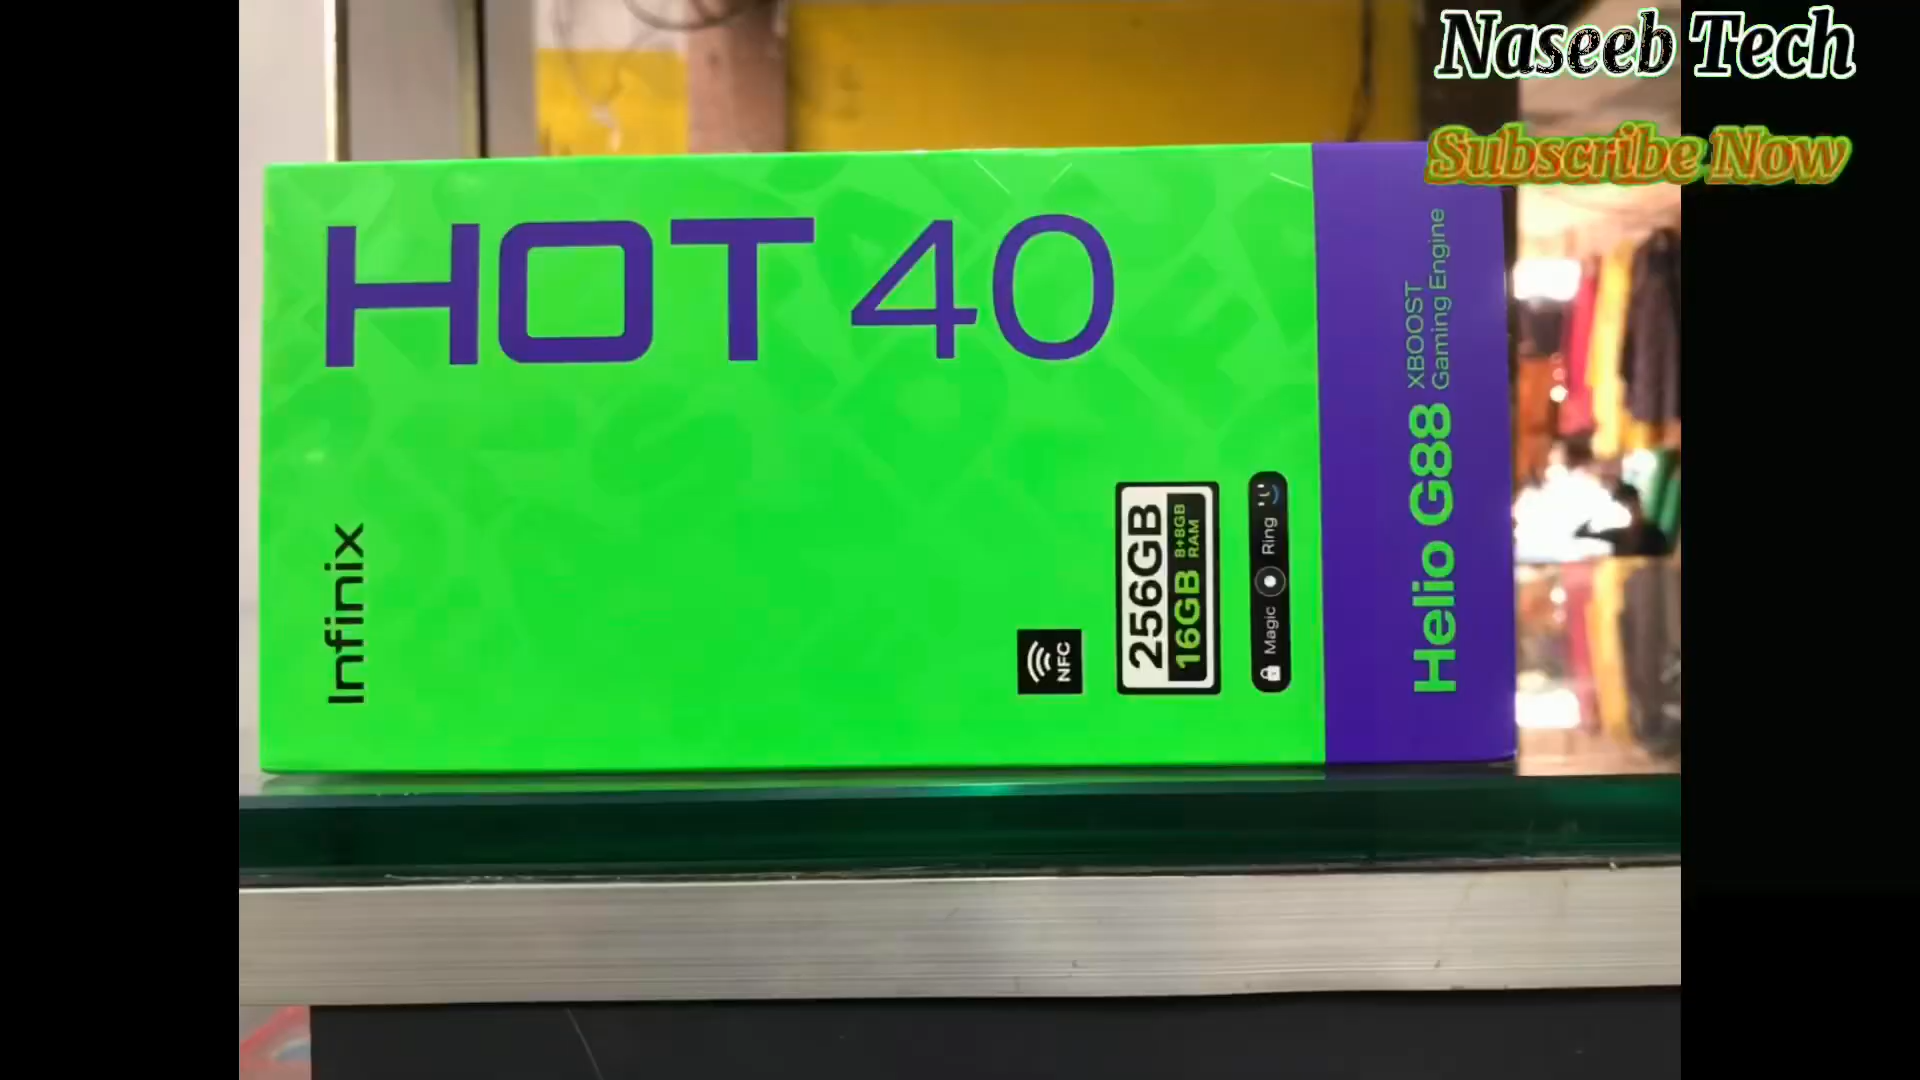 Naseeb Tech
Subscribe Now
HOT 40
Infinix
NFC
256GB
16GB 8+8GB
RAM
Magic Ring
Helio G88 XBOOST
Gaming Engine